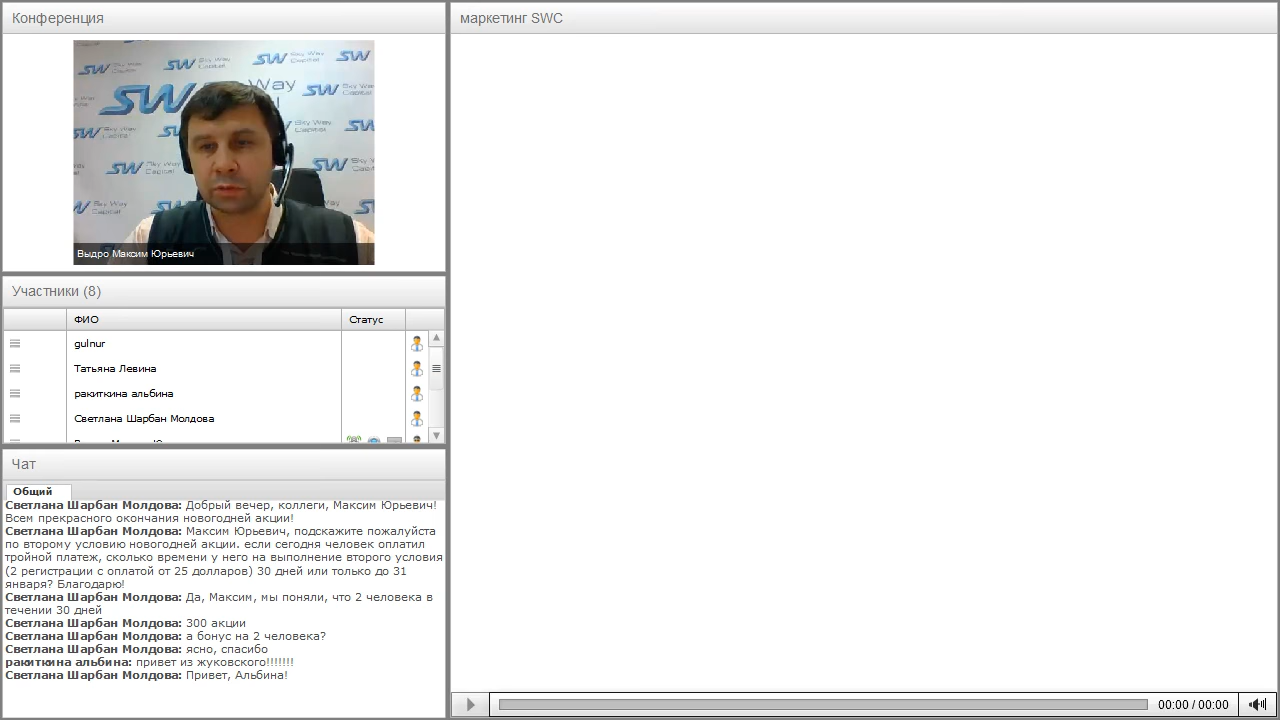 Конференция
маркетинг SWC
SW Sky Way Capital
Выдро Максим Юрьевич
Участники (8)
ФИО
Статус
gulnur
Татьяна Левина
ракиткина альбина
Светлана Шарбан Молдова
Чат
Общий
Светлана Шарбан Молдова: Добрый вечер, коллеги, Максим Юрьевич!
Всем прекрасного окончания новогодней акции!
Светлана Шарбан Молдова: Максим Юрьевич, подскажите пожалуйста
по второму условию новогодней акции. если сегодня человек оплатил
тройной платеж, сколько времени у него на выполнение второго условия
(2 регистрации с оплатой от 25 долларов) 30 дней или только до 31
января? Благодарю!
Светлана Шарбан Молдова: Да, Максим, мы поняли, что 2 человека в
течении 30 дней
Светлана Шарбан Молдова: 300 акции
Светлана Шарбан Молдова: а бонус на 2 человека?
Светлана Шарбан Молдова: ясно, спасибо
ракиткина альбина: привет из жуковского!!!!!!!
Светлана Шарбан Молдова: Привет, Альбина!
00:00 / 00:00